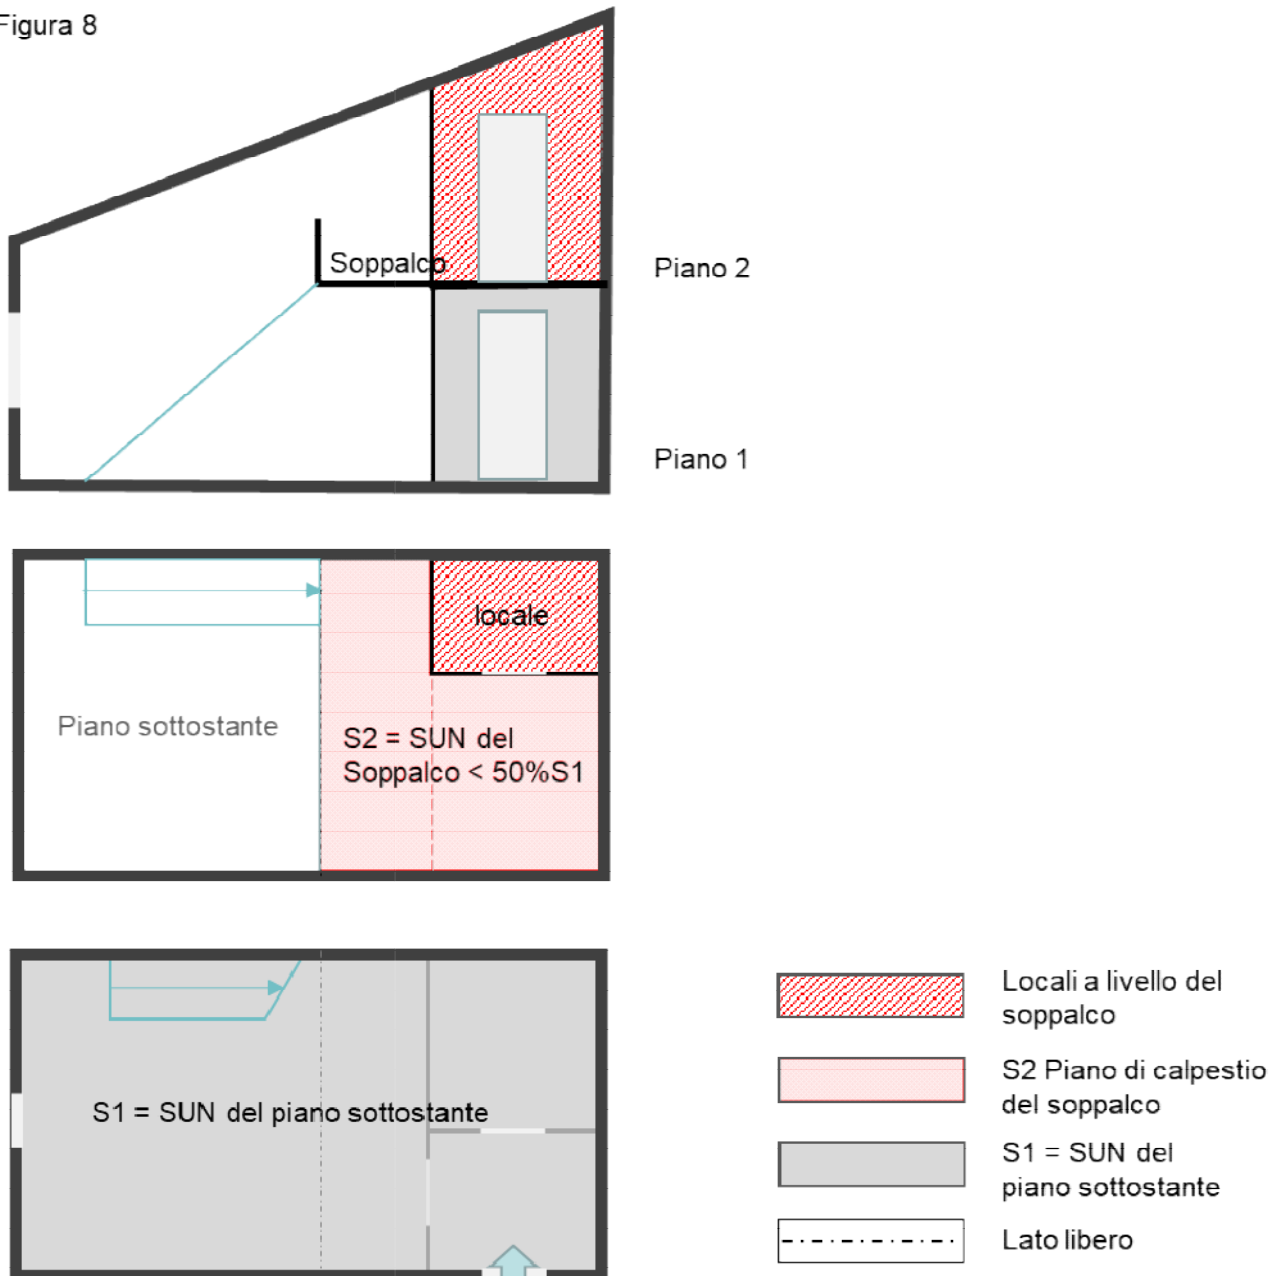 Figura 8
Soppalco
Piano 2
Piano 1
locale
Piano sottostante
S2 = SUN del
Soppalco < 50%S1
S1 = SUN del piano sottostante
Locali a livello del
soppalco
S2 Piano di calpestio
del soppalco
S1 = SUN del
piano sottostante
Lato libero